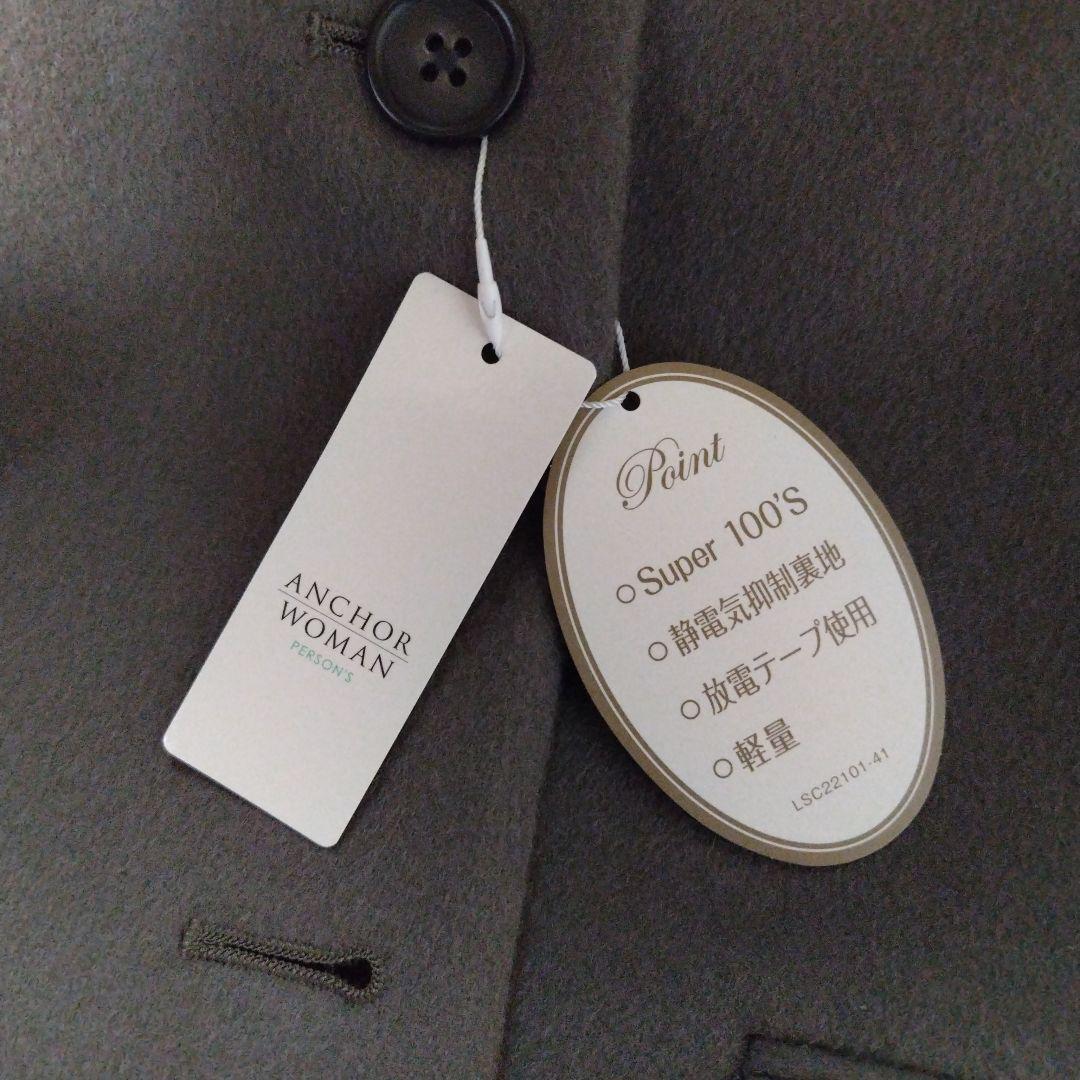 ANCHOR
WOMAN
PERSON'S
Point
○Super 100'S
○静電気抑制裏地
○放電テープ使用
○軽量
LSC22101-41